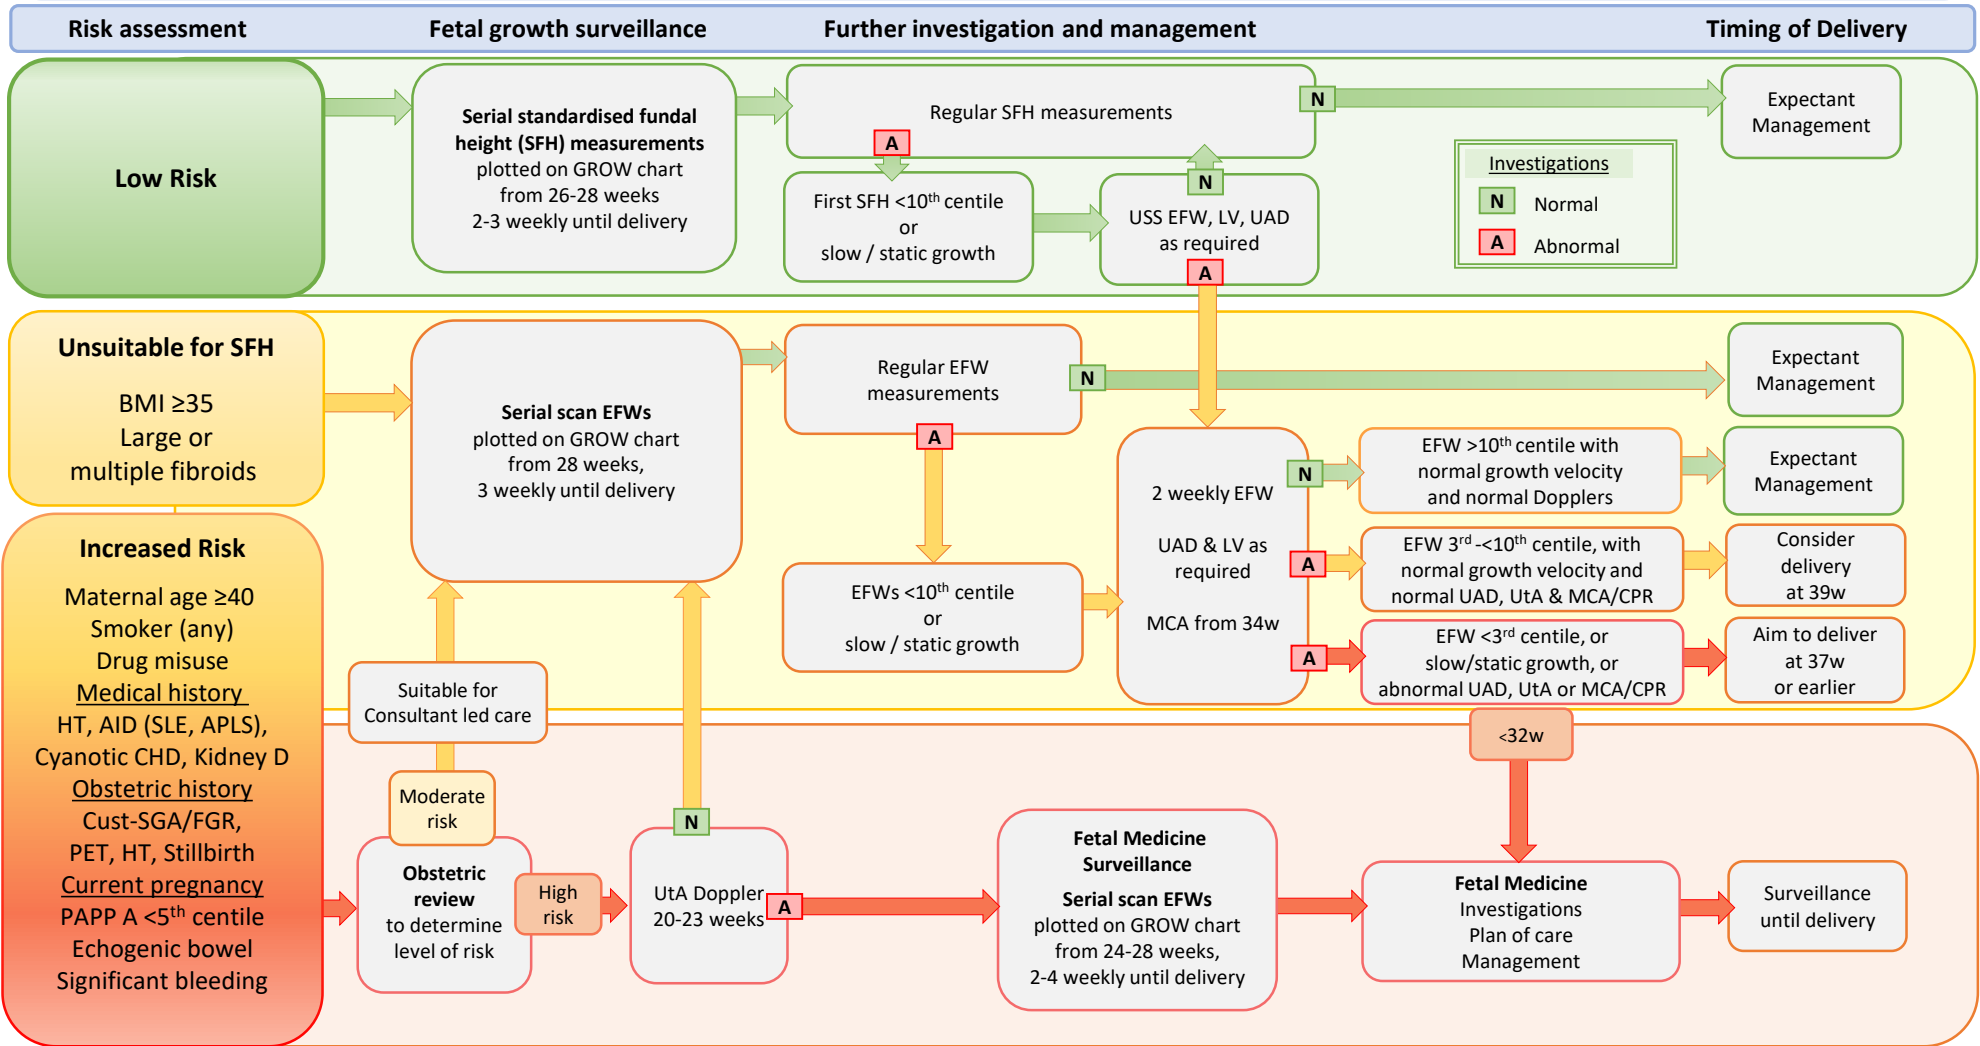 Risk assessment
Fetal growth surveillance
Further investigation and management
Timing of Delivery
Low Risk
Serial standardised fundal
height (SFH) measurements
plotted on GROW chart
from 26-28 weeks
2-3 weekly until delivery
Regular SFH measurements
A
N
Expectant
Management
First SFH <10th centile
or
slow / static growth
N
USS EFW, LV, UAD
as required
A
Investigations
N Normal
A Abnormal
Unsuitable for SFH
BMI ≥35
Large or
multiple fibroids
Serial scan EFWs
plotted on GROW chart
from 28 weeks,
3 weekly until delivery
Regular EFW
measurements
N
A
Expectant
Management
EFWs <10th centile
or
slow / static growth
2 weekly EFW
UAD & LV as
required
MCA from 34w
N
EFW >10th centile with
normal growth velocity
and normal Dopplers
Expectant
Management
A
EFW 3rd -<10th centile, with
normal growth velocity and
normal UAD, UtA & MCA/CPR
Consider
delivery
at 39w
A
EFW <3rd centile, or
slow/static growth, or
abnormal UAD, UtA or MCA/CPR
Aim to deliver
at 37w
or earlier
Increased Risk
Maternal age ≥40
Smoker (any)
Drug misuse
Medical history
HT, AID (SLE, APLS),
Cyanotic CHD, Kidney D
Obstetric history
Cust-SGA/FGR,
PET, HT, Stillbirth
Current pregnancy
PAPP A <5th centile
Echogenic bowel
Significant bleeding
Suitable for
Consultant led care
Moderate
risk
Obstetric
review
to determine
level of risk
High
risk
N
UtA Doppler
20-23 weeks
A
Fetal Medicine
Surveillance
Serial scan EFWs
plotted on GROW chart
from 24-28 weeks,
2-4 weekly until delivery
<32w
Fetal Medicine
Investigations
Plan of care
Management
Surveillance
until delivery